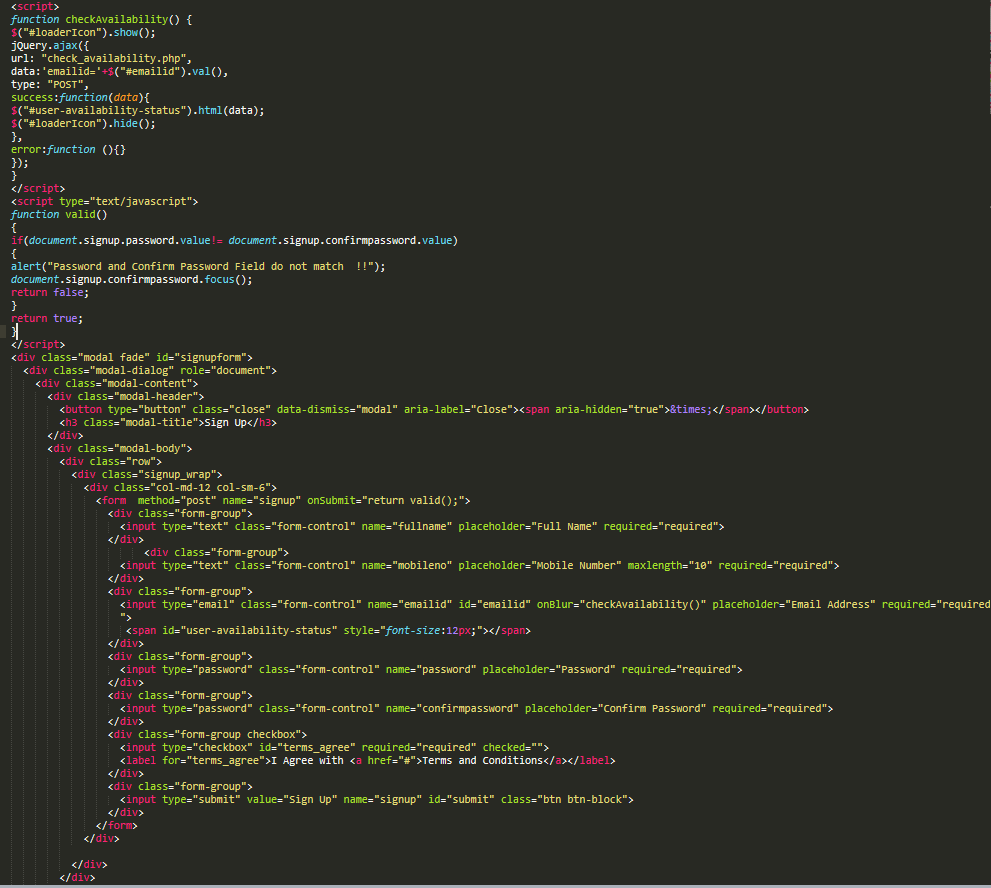 <script>
function checkAvailability() {
$("#loaderIcon").show();
jQuery.ajax({
url: "check_availability.php",
data:'emailid='+$("#emailid").val(),
type: "POST",
success:function(data){
$("#user-availability-status").html(data);
$("#loaderIcon").hide();
},
error:function (){}
});
}
</script>
<script type="text/javascript">
function valid()
{
if(document.signup.password.value!= document.signup.confirmpassword.value)
{
alert("Password and Confirm Password Field do not match  !!");
document.signup.confirmpassword.focus();
return false;
}
return true;
}
</script>
<div class="modal fade" id="signupform">
  <div class="modal-dialog" role="document">
    <div class="modal-content">
      <div class="modal-header">
        <button type="button" class="close" data-dismiss="modal" aria-label="Close"><span aria-hidden="true">&times;</span></button>
        <h3 class="modal-title">Sign Up</h3>
      </div>
      <div class="modal-body">
        <div class="row">
          <div class="signup_wrap">
            <div class="col-md-12 col-sm-6">
              <form  method="post" name="signup" onSubmit="return valid();">
                <div class="form-group">
                  <input type="text" class="form-control" name="fullname" placeholder="Full Name" required="required">
                </div>
                      <div class="form-group">
                  <input type="text" class="form-control" name="mobileno" placeholder="Mobile Number" maxlength="10" required="required">
                </div>
                <div class="form-group">
                  <input type="email" class="form-control" name="emailid" id="emailid" onBlur="checkAvailability()" placeholder="Email Address" required="required
                  ">
                   <span id="user-availability-status" style="font-size:12px;"></span>
                </div>
                <div class="form-group">
                  <input type="password" class="form-control" name="password" placeholder="Password" required="required">
                </div>
                <div class="form-group">
                  <input type="password" class="form-control" name="confirmpassword" placeholder="Confirm Password" required="required">
                </div>
                <div class="form-group checkbox">
                  <input type="checkbox" id="terms_agree" required="required" checked="">
                  <label for="terms_agree">I Agree with <a href="#">Terms and Conditions</a></label>
                </div>
                <div class="form-group">
                  <input type="submit" value="Sign Up" name="signup" id="submit" class="btn btn-block">
                </div>
              </form>
            </div>
          </div>
        </div>